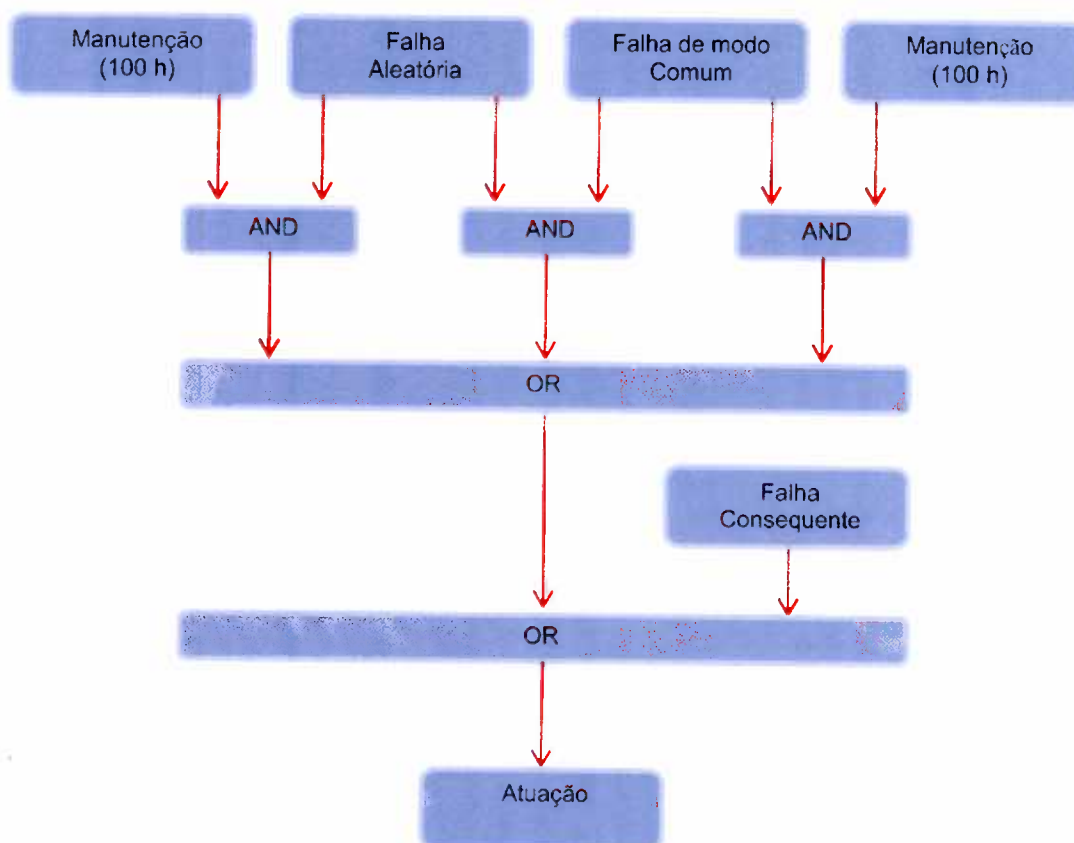 Manutenção
(100 h)
Falha
Aleatória
Falha de modo
Comum
Manutenção
(100 h)
AND
AND
AND
OR
Falha
Consequente
OR
Atuação